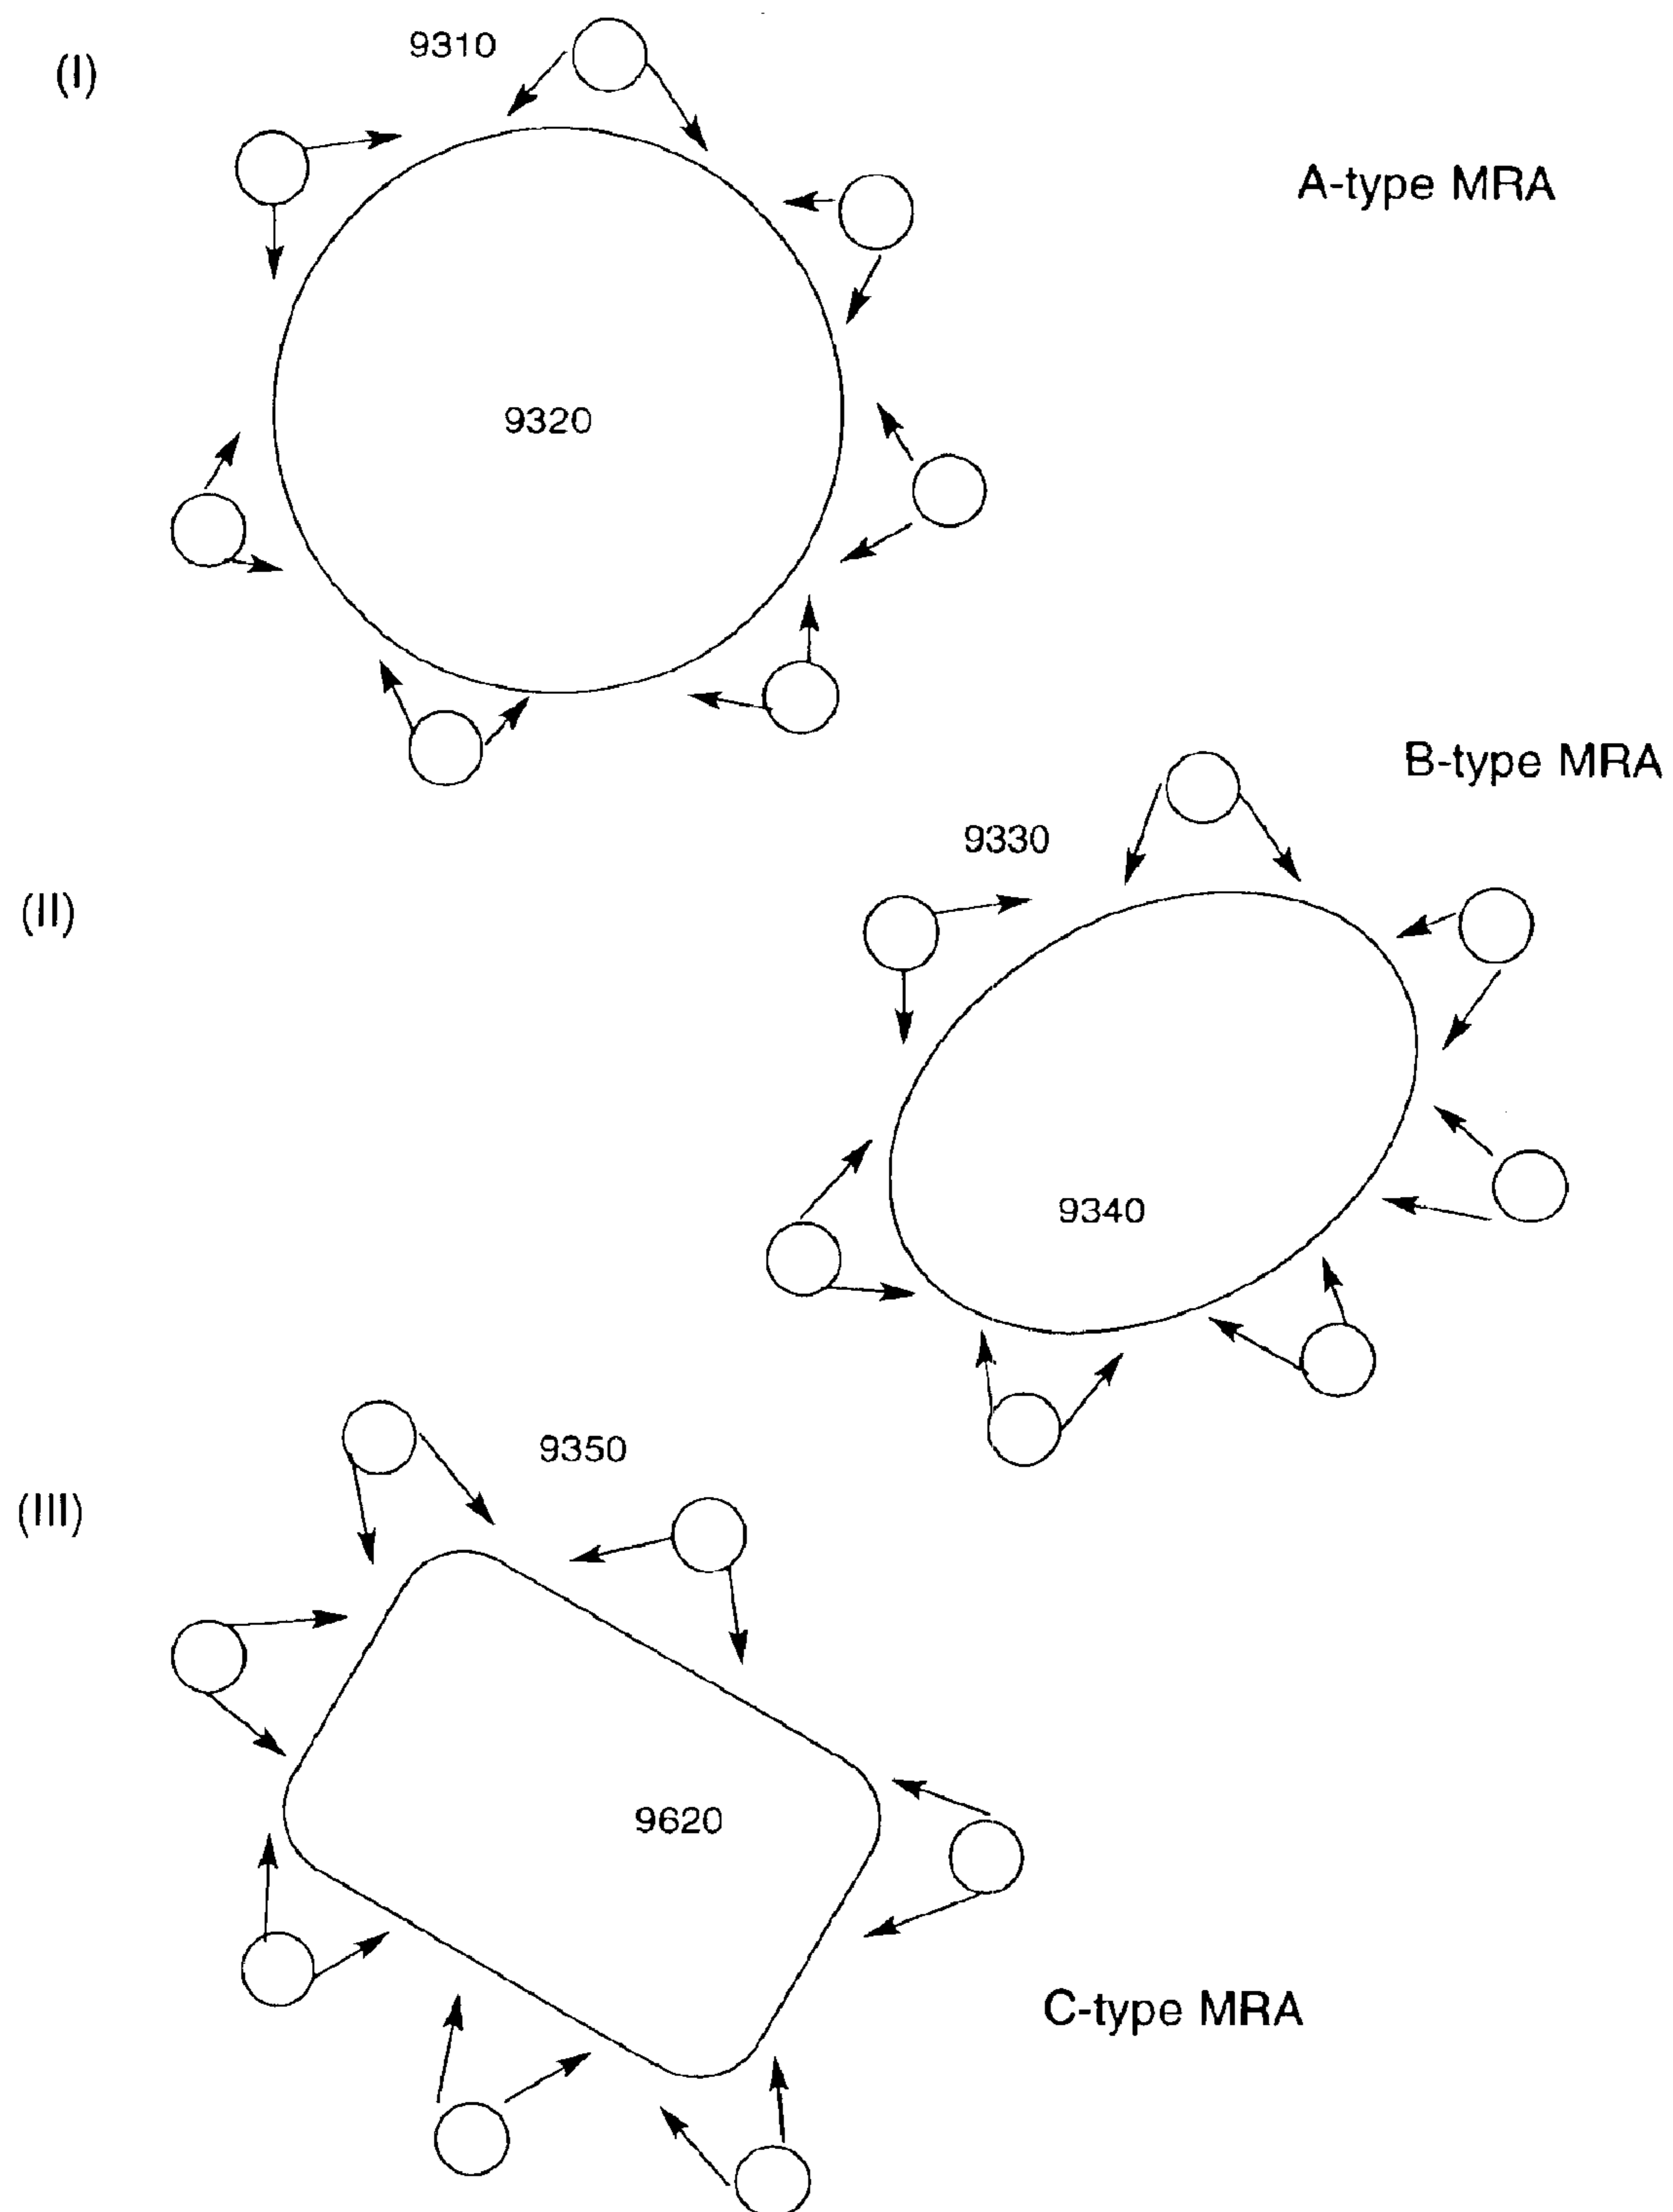 (I)
9310
A-type MRA
9320
B-type MRA
9330
(II)
9340
9350
(III)
9620
C-type MRA